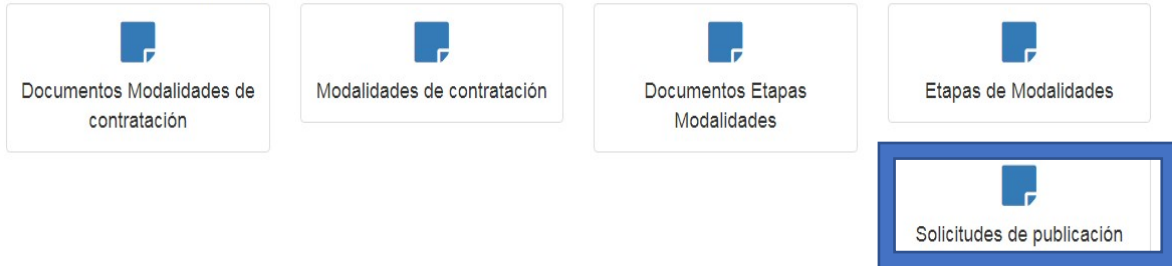 Documentos Modalidades de
contratación
Modalidades de contratación
Documentos Etapas
Modalidades
Etapas de Modalidades
Solicitudes de publicación